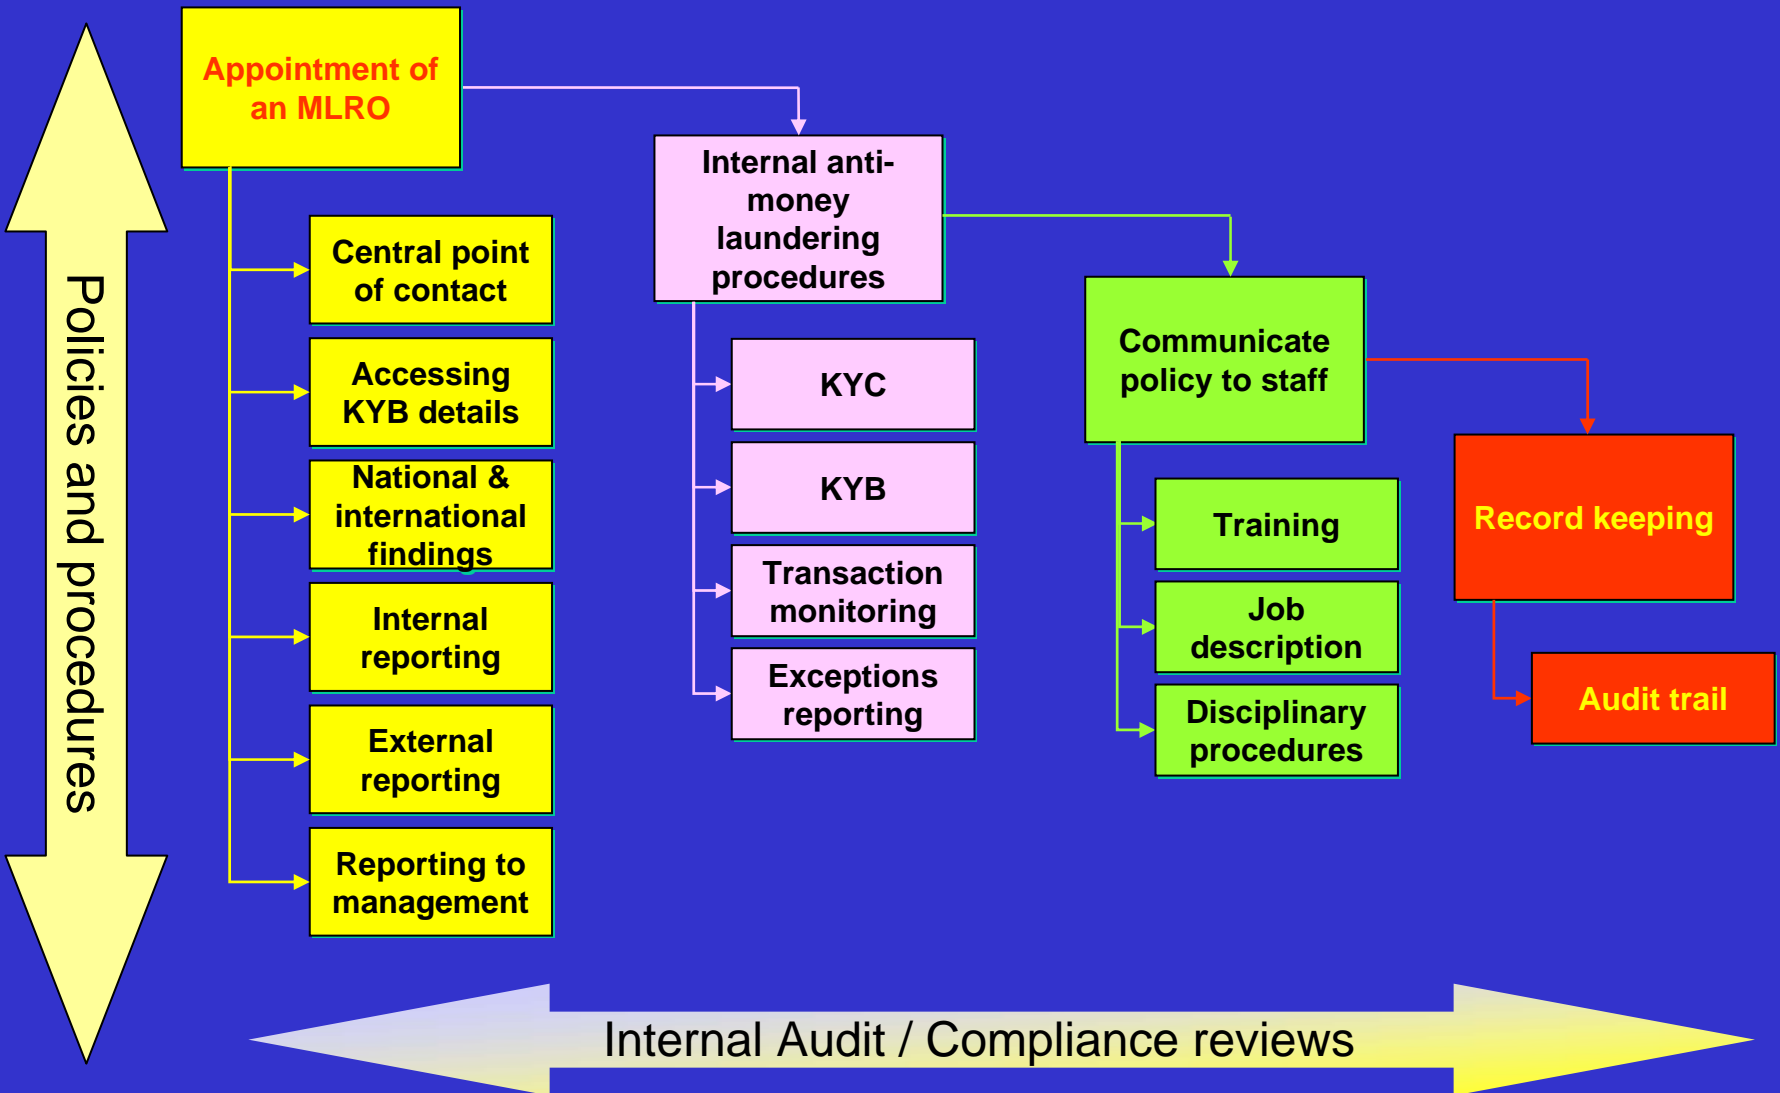 Policies and procedures
Appointment of
an MLRO
Central point
of contact
Accessing
KYB details
National &
international
findings
Internal
reporting
External
reporting
Reporting to
management
Internal anti-
money
laundering
procedures
KYC
KYB
Transaction
monitoring
Exceptions
reporting
Communicate
policy to staff
Training
Job
description
Disciplinary
procedures
Record keeping
Audit trail
Internal Audit / Compliance reviews